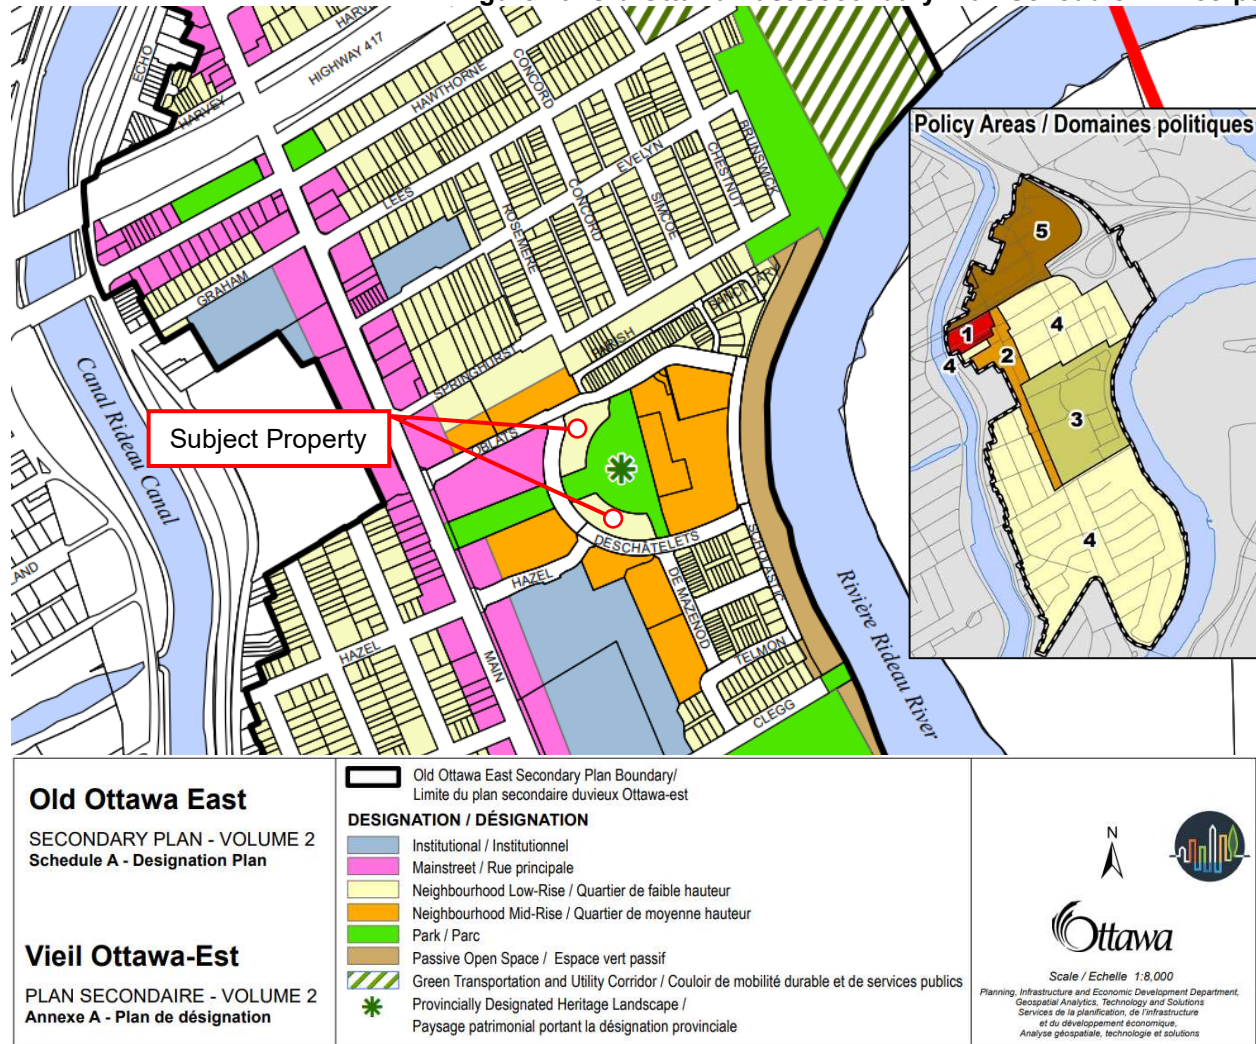 HARVEY
ECHO
HIGHWAY 417
HARVEY
HAWTHORNE
CONCORD
BRUNSWICK
CHESTNUT
EVELYN
LEES
CONCORD
SIMCOE
ROSEMERE
GRAHAM
SPRINGHURST
OBLATS
DESCHÂTELETS
HAZEL
SCHOLASTIC
DE MAZENOD
TELMON
HAZEL
MAIN
CLEGG
Canal Rideau Canal
Rivière Rideau River
Subject Property
Policy Areas / Domaines politiques
5
1
4
2
4
3
4
Old Ottawa East
SECONDARY PLAN - VOLUME 2
Schedule A - Designation Plan
Vieil Ottawa-Est
PLAN SECONDAIRE - VOLUME 2
Annexe A - Plan de désignation
Old Ottawa East Secondary Plan Boundary/
Limite du plan secondaire duvieux Ottawa-est
DESIGNATION / DÉSIGNATION
Institutional / Institutionnel
Mainstreet / Rue principale
Neighbourhood Low-Rise / Quartier de faible hauteur
Neighbourhood Mid-Rise / Quartier de moyenne hauteur
Park / Parc
Passive Open Space / Espace vert passif
Green Transportation and Utility Corridor / Couloir de mobilité durable et de services publics
Provincially Designated Heritage Landscape /
Paysage patrimonial portant la désignation provinciale
N
Ottawa
Scale / Echelle 1:8,000
Planning, Infrastructure and Economic Development Department,
Geospatial Analytics, Technology and Solutions
Services de la planification, de l'infrastructure
et du développement économique,
Analyse géospatiale, technologie et solutions